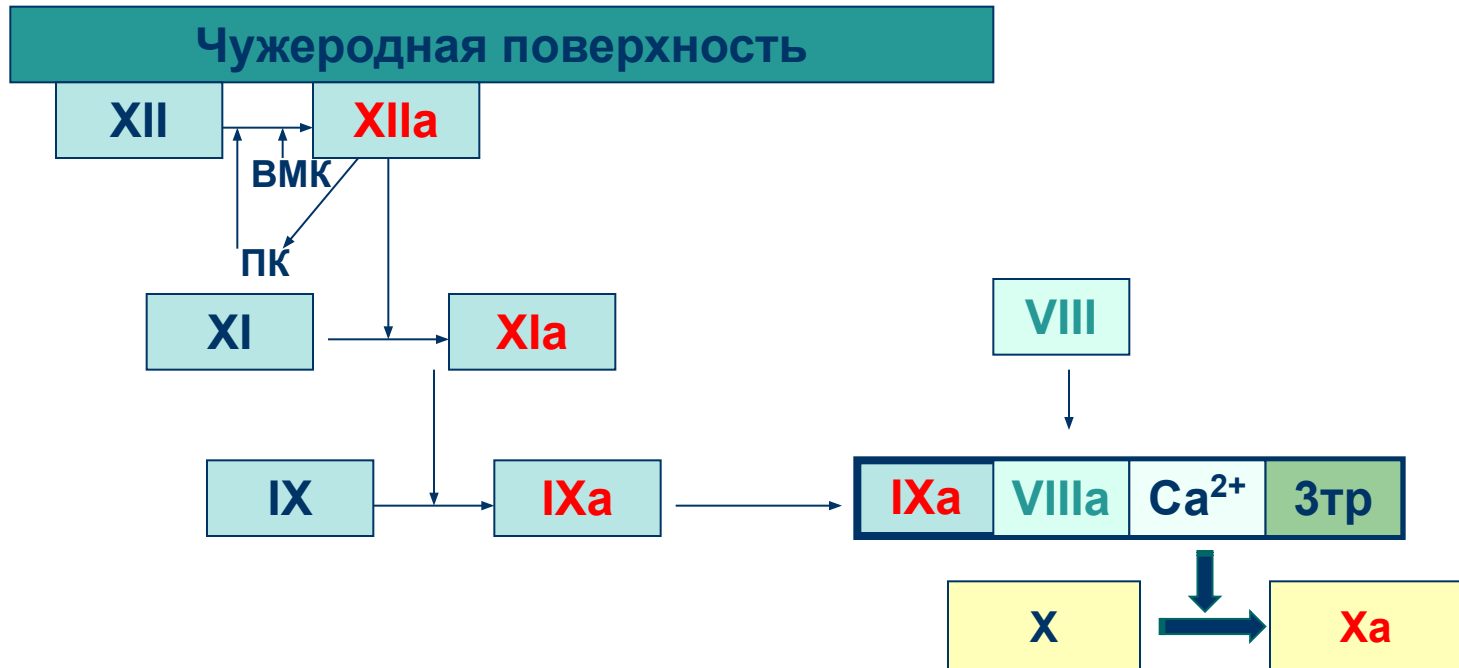 Чужеродная поверхность
XII XIIa
ВМК
ПК
XI XIa VIII
IX IXa IXa VIIIa Ca²⁺ 3тр
X Xa